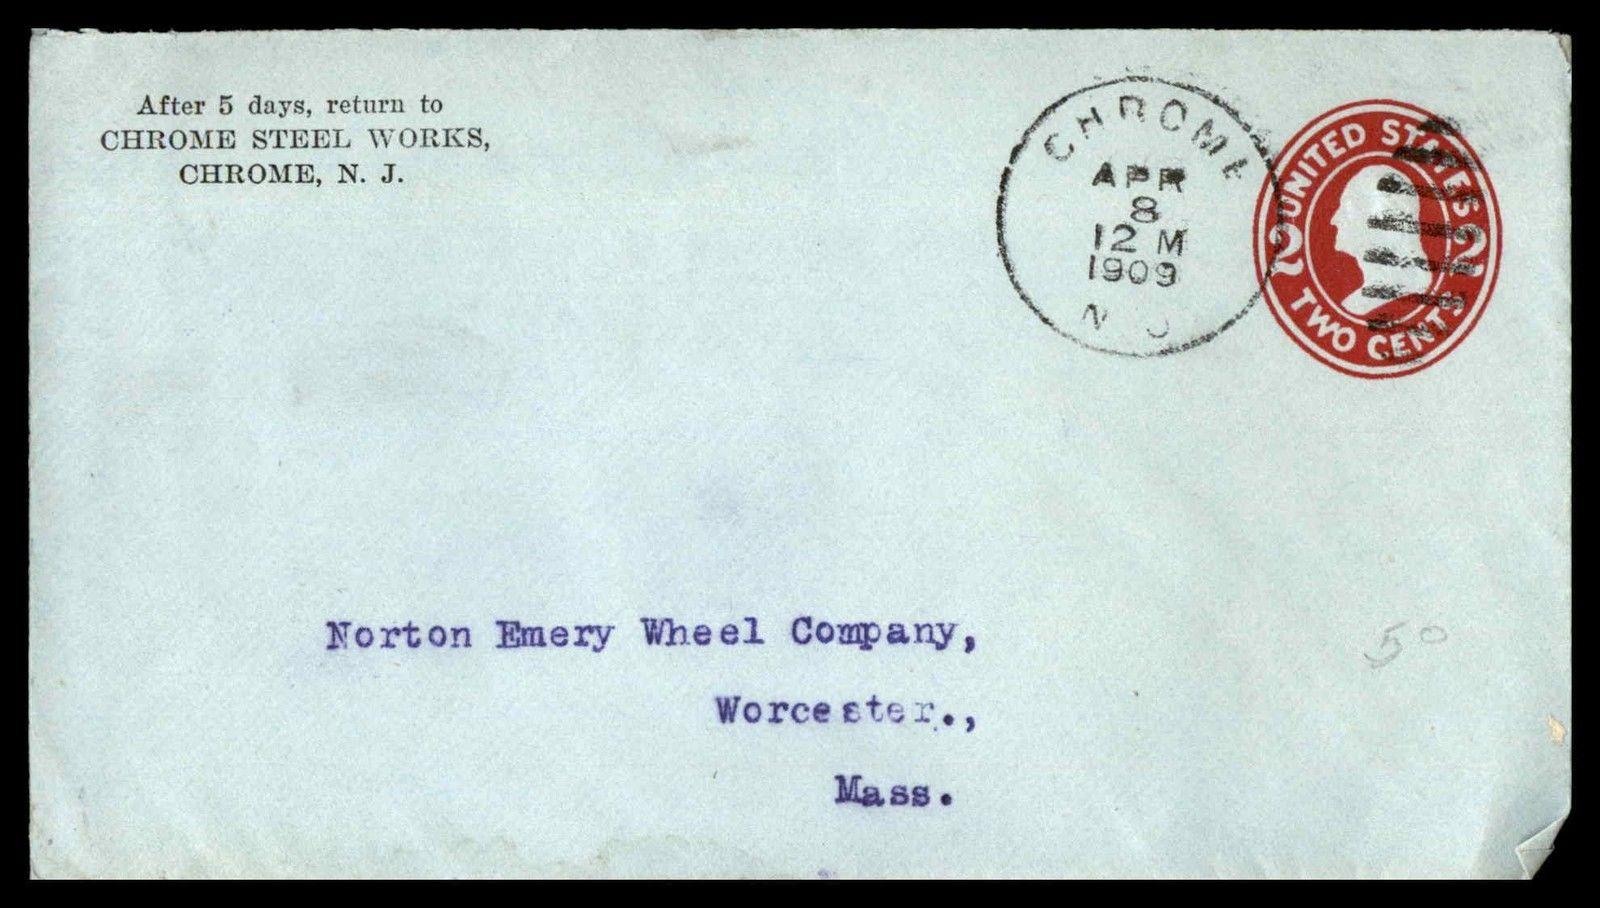 After 5 days, return to
CHROME STEEL WORKS,
CHROME, N. J.
CHROME
APR
8
12 M
1909
N J
UNITED STATES
2 2
TWO CENTS
Norton Emery Wheel Company,
Worcester.,
Mass.
50